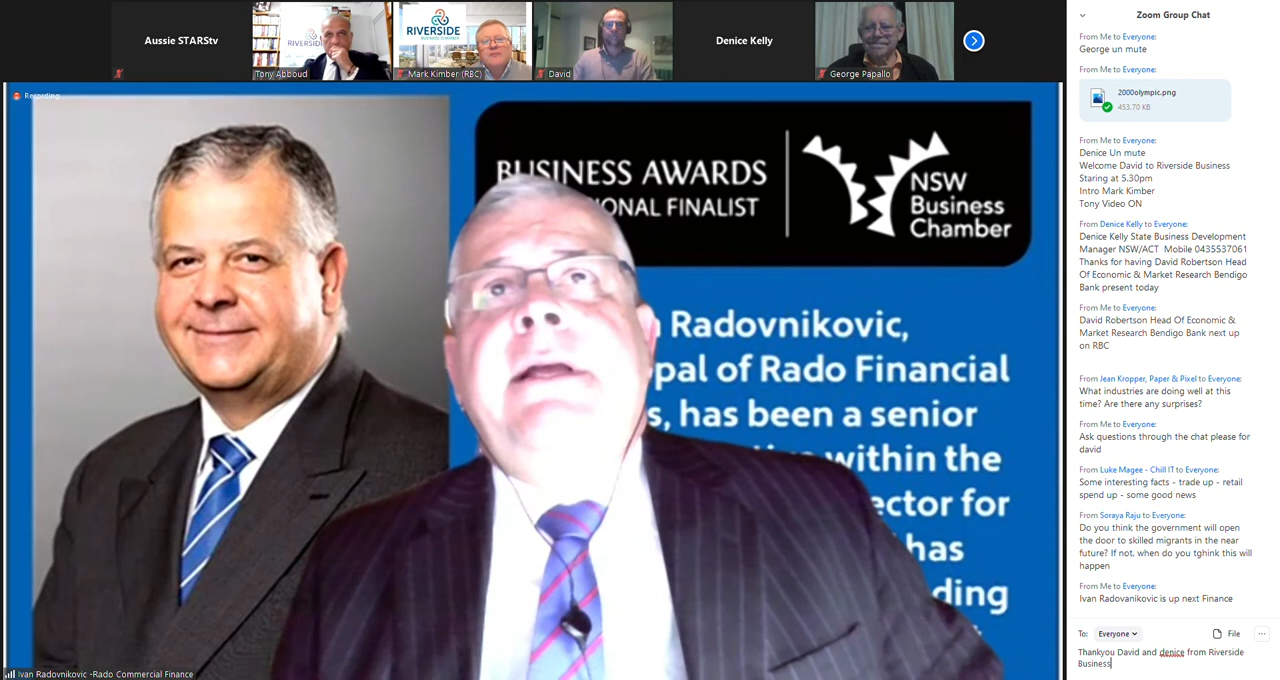 Aussie STARStv
RIVERSIDE
Tony Abboud
RIVERSIDE
BUSINESS CHAMBER
Mark Kimber (RBC)
David
Denice Kelly
George Papallo
Recording
BUSINESS AWARDS
ONAL FINALIST
NSW
Business
Chamber
Radovnikovic,
pal of Rado Financial
s, has been a senior
within the
ector for
has
ding
Ivan Radovnikovic -Rado Commercial Finance
Zoom Group Chat
From Me to Everyone:
George un mute
From Me to Everyone:
2000olympic.png
453.70 KB
From Me to Everyone:
Denice Un mute
Welcome David to Riverside Business
Staring at 5.30pm
Intro Mark Kimber
Tony Video ON
From Denice Kelly to Everyone:
Denice Kelly State Business Development
Manager NSW/ACT Mobile 0435537061
Thanks for having David Robertson Head
Of Economic & Market Research Bendigo
Bank present today
From Me to Everyone:
David Robertson Head Of Economic &
Market Research Bendigo Bank next up
on RBC
From Jean Kropper, Paper & Pixel to Everyone:
What industries are doing well at this
time? Are there any surprises?
From Me to Everyone:
Ask questions through the chat please for
david
From Luke Magee - Chill IT to Everyone:
Some interesting facts - trade up - retail
spend up - some good news
From Soraya Raju to Everyone:
Do you think the government will open
the door to skilled migrants in the near
future? If not, when do you tghink this will
happen
From Me to Everyone:
Ivan Radovanikovic is up next Finance
To: Everyone File ...
Thankyou David and denice from Riverside
Business